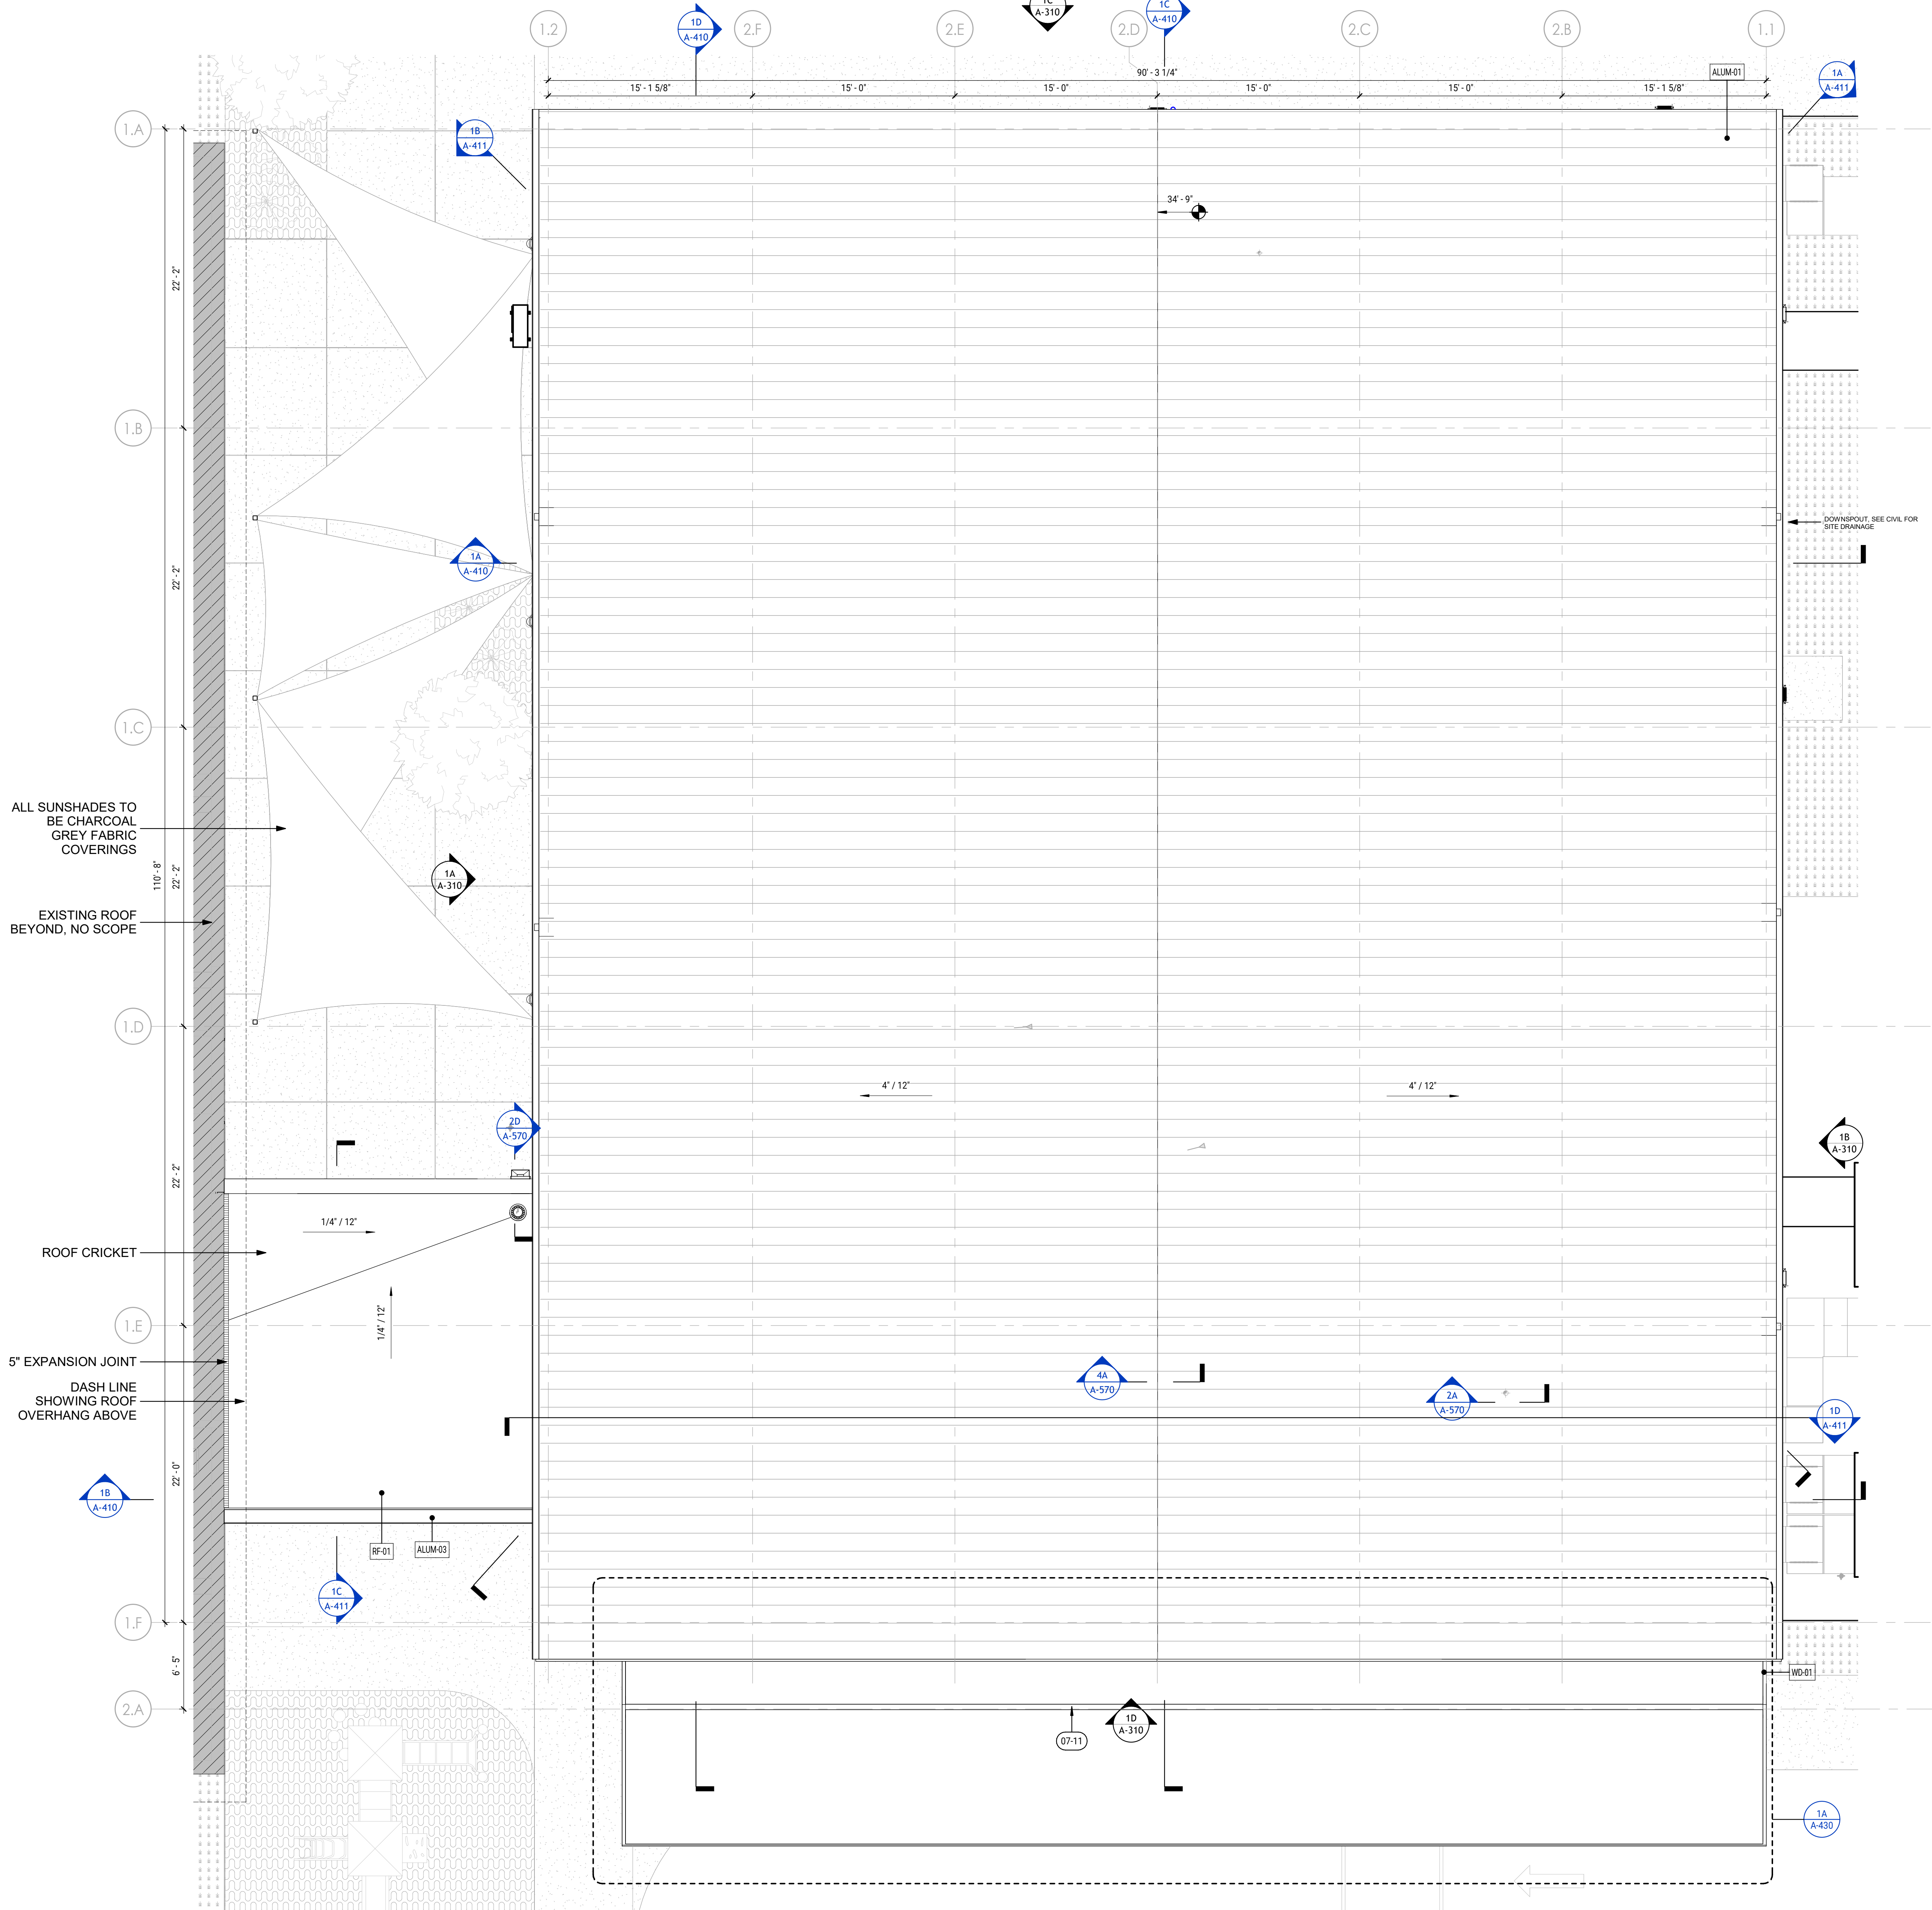 1C
A-310
1D
A-410
1C
A-410
1.2
2.F
2.E
2.D
2.C
2.B
1.1
90' - 3 1/4"
15' - 1 5/8"
15' - 0"
15' - 0"
15' - 0"
15' - 0"
15' - 1 5/8"
ALUM-01
1A
A-411
1.A
1B
A-411
34' - 9"
22' - 2"
1.B
DOWNSPOUT, SEE CIVIL FOR
SITE DRAINAGE
1A
A-410
22' - 2"
1.C
ALL SUNSHADES TO
BE CHARCOAL
GREY FABRIC
COVERINGS
110' - 8"
22' - 2"
1A
A-310
EXISTING ROOF
BEYOND, NO SCOPE
1.D
4" / 12"
4" / 12"
2D
A-570
1B
A-310
22' - 2"
1/4" / 12"
ROOF CRICKET
1/4" / 12"
1.E
5" EXPANSION JOINT
DASH LINE
SHOWING ROOF
OVERHANG ABOVE
4A
A-570
2A
A-570
1D
A-411
22' - 0"
1B
A-410
RF-01
ALUM-03
1C
A-411
1.F
6' - 5"
WD-01
2.A
1D
A-310
07-11
1A
A-430